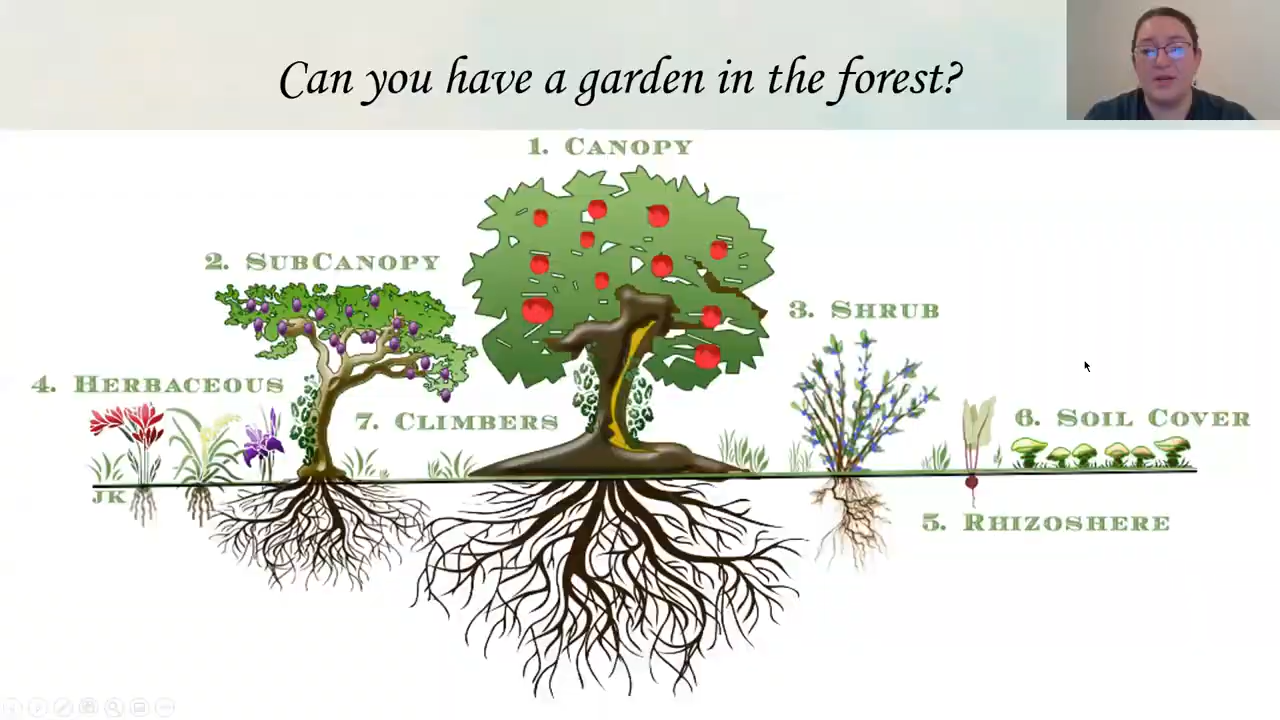 Can you have a garden in the forest?
1. Canopy
2. SubCanopy
3. Shrub
4. Herbaceous
7. Climbers
6. Soil Cover
JK
5. Rhizoshere